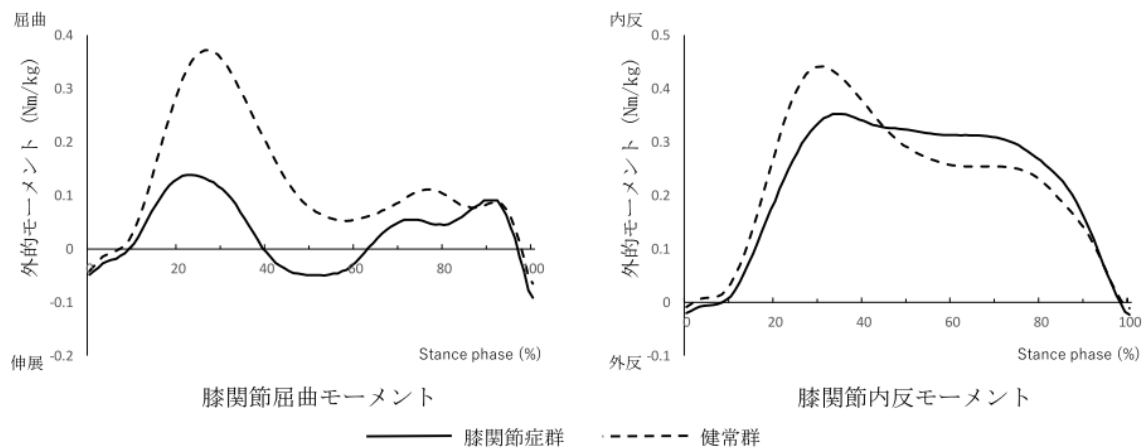 屈曲
0.4
0.3
0.2
0.1
0
-0.1
-0.2
伸展
外的モーメント (Nm/kg)
0 20 40 60 80 100
Stance phase (%)
膝関節屈曲モーメント
内反
0.5
0.4
0.3
0.2
0.1
0
-0.1
外反
外的モーメント (Nm/kg)
0 20 40 60 80 100
Stance phase (%)
膝関節内反モーメント
膝関節症群 健常群